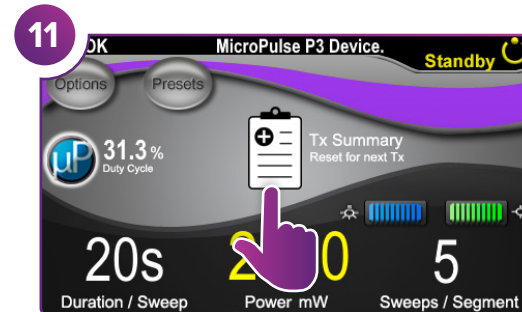 11
OK
MicroPulse P3 Device.
Standby
Options
Presets
Tx Summary
Reset for next Tx
µP
31.3 %
Duty Cycle
20s
5
Duration / Sweep
Power mW
Sweeps / Segment